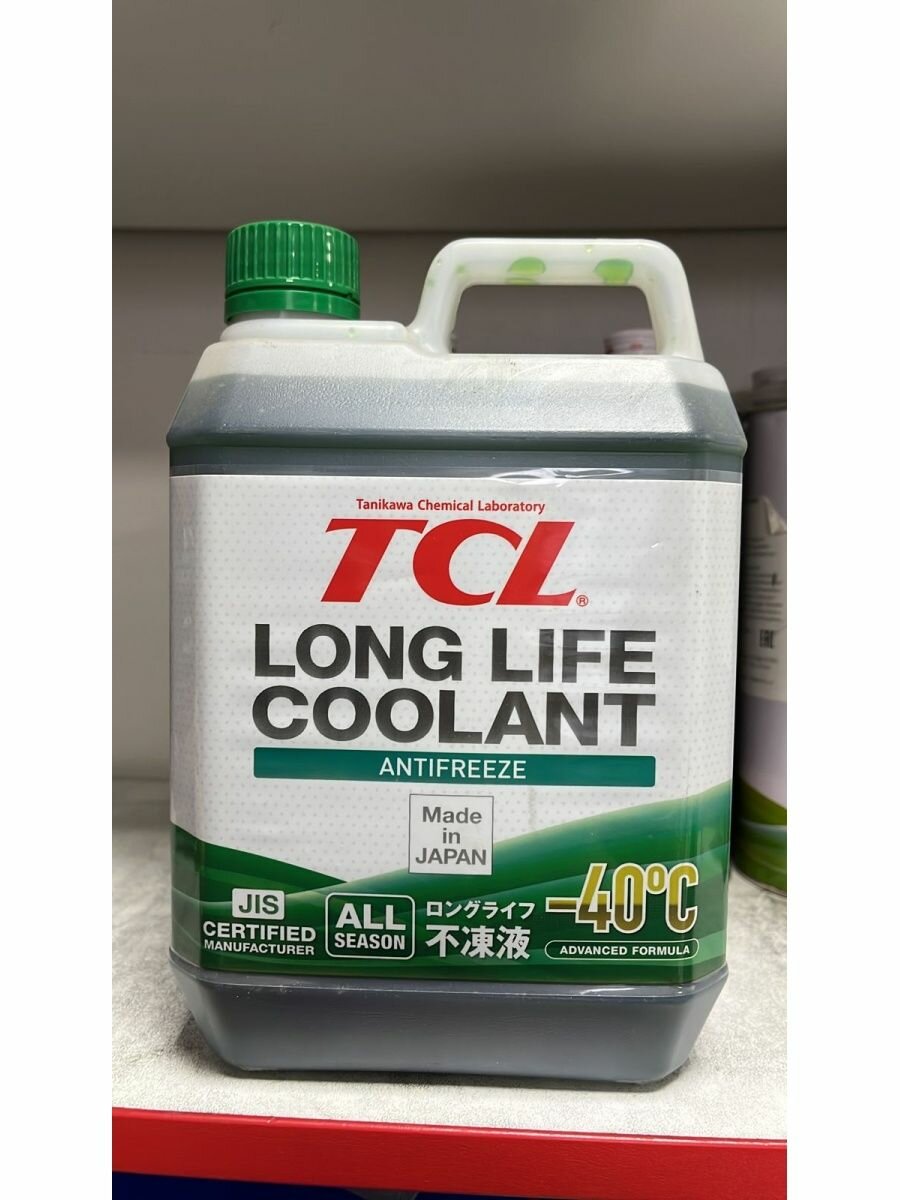 Tanikawa Chemical Laboratory
TCL®
LONG LIFE
COOLANT
ANTIFREEZE
Made
in
JAPAN
JIS
CERTIFIED
MANUFACTURER
ALL
SEASON
ロングライフ
不凍液
-40°C
ADVANCED FORMULA
EAC